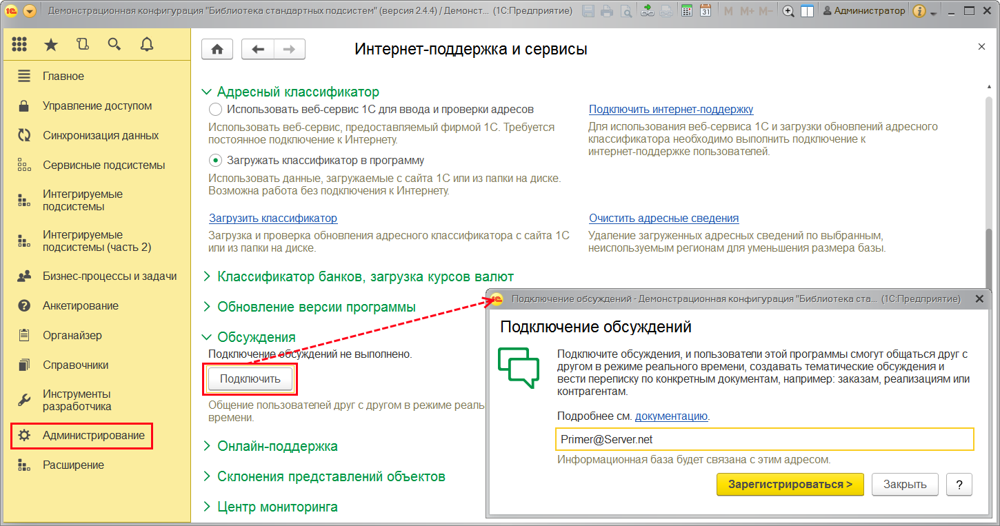 Демонстрационная конфигурация "Библиотека стандартных подсистем" (версия 2.4.4) / Демонст... (1С:Предприятие)
M M+ M-
31
Администратор
Главное
Управление доступом
Синхронизация данных
Сервисные подсистемы
Интегрируемые
подсистемы
Интегрируемые
подсистемы (часть 2)
Бизнес-процессы и задачи
Анкетирование
Органайзер
Справочники
Инструменты
разработчика
Администрирование
Расширение
Интернет-поддержка и сервисы
Адресный классификатор
Использовать веб-сервис 1С для ввода и проверки адресов
Использовать веб-сервис, предоставляемый фирмой 1С. Требуется
постоянное подключение к Интернету.
Подключить интернет-поддержку
Для использования веб-сервиса 1С и загрузки обновлений адресного
классификатора необходимо выполнить подключение к
интернет-поддержке пользователей.
Загружать классификатор в программу
Использовать данные, загружаемые с сайта 1С или из папки на диске.
Возможна работа без подключения к Интернету.
Загрузить классификатор
Загрузка и проверка обновления адресного классификатора с сайта 1С
или из папки на диске.
Очистить адресные сведения
Удаление загруженных адресных сведений по выбранным,
неиспользуемым регионам для уменьшения размера базы.
Классификатор банков, загрузка курсов валют
Обновление версии программы
Обсуждения
Подключение обсуждений не выполнено.
Подключить
Общение пользователей друг с другом в режиме реаль
времени.
Онлайн-поддержка
Склонения представлений объектов
Центр мониторинга
Подключение обсуждений - Демонстрационная конфигурация "Библиотека ста... (1С:Предприятие)
Подключение обсуждений
Подключите обсуждения, и пользователи этой программы смогут общаться друг с
другом в режиме реального времени, создавать тематические обсуждения и
вести переписку по конкретным документам, например: заказам, реализациям или
контрагентам.
Подробнее см. документацию.
Primer@Server.net
Информационная база будет связана с этим адресом.
Зарегистрироваться >
Закрыть
?